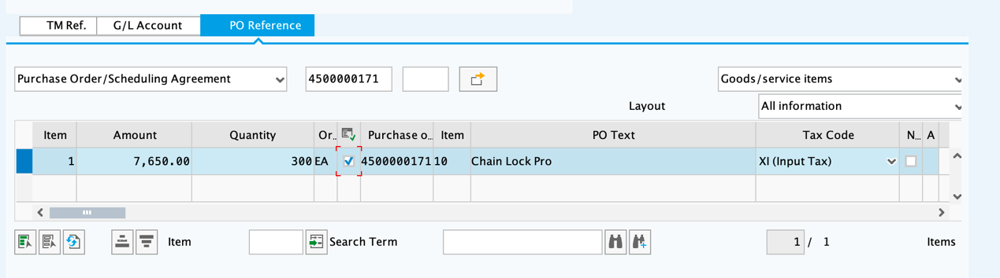 TM Ref. G/L Account PO Reference
Purchase Order/Scheduling Agreement 4500000171 Goods/service items
Layout All information
Item Amount Quantity Or.. Purchase o.. Item PO Text Tax Code N... A
1 7,650.00 300 EA 4500000171 10 Chain Lock Pro XI (Input Tax)
Item Search Term 1 / 1 Items